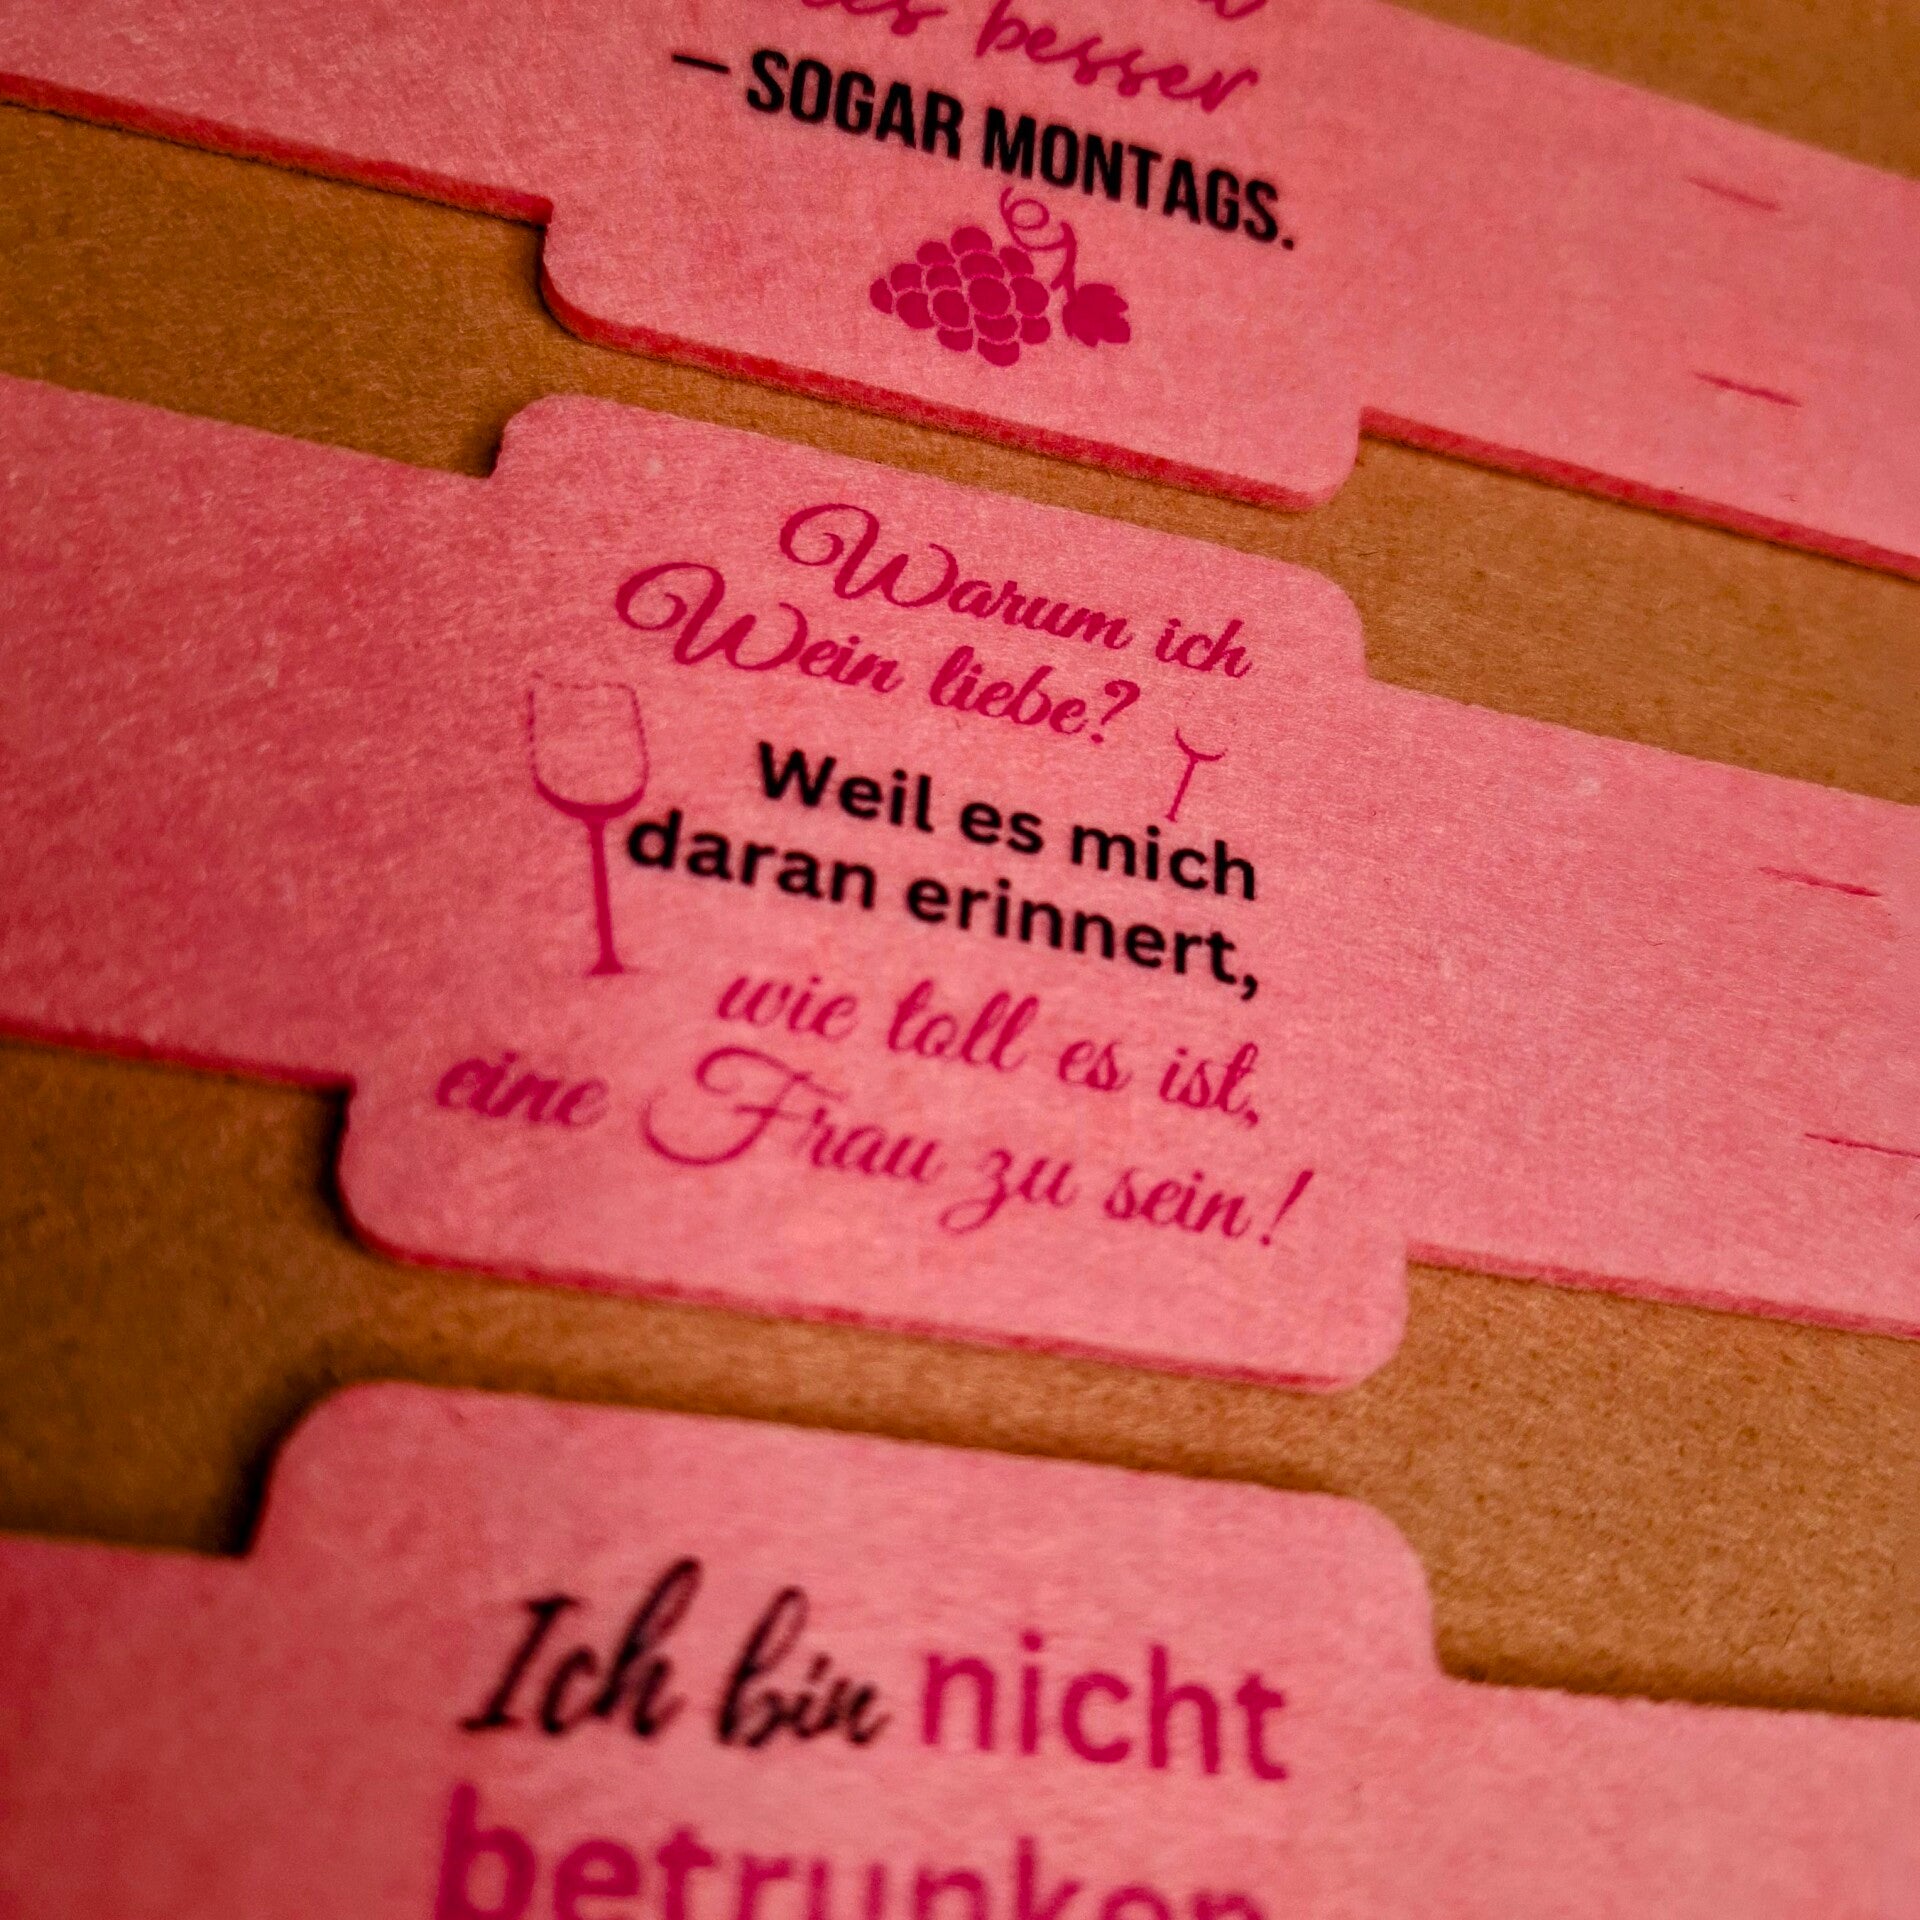 besser
– SOGAR MONTAGS.
Warum ich
Wein liebe?
Weil es mich
daran erinnert,
wie toll es ist,
eine Frau zu sein!
Ich bin nicht
betrunken